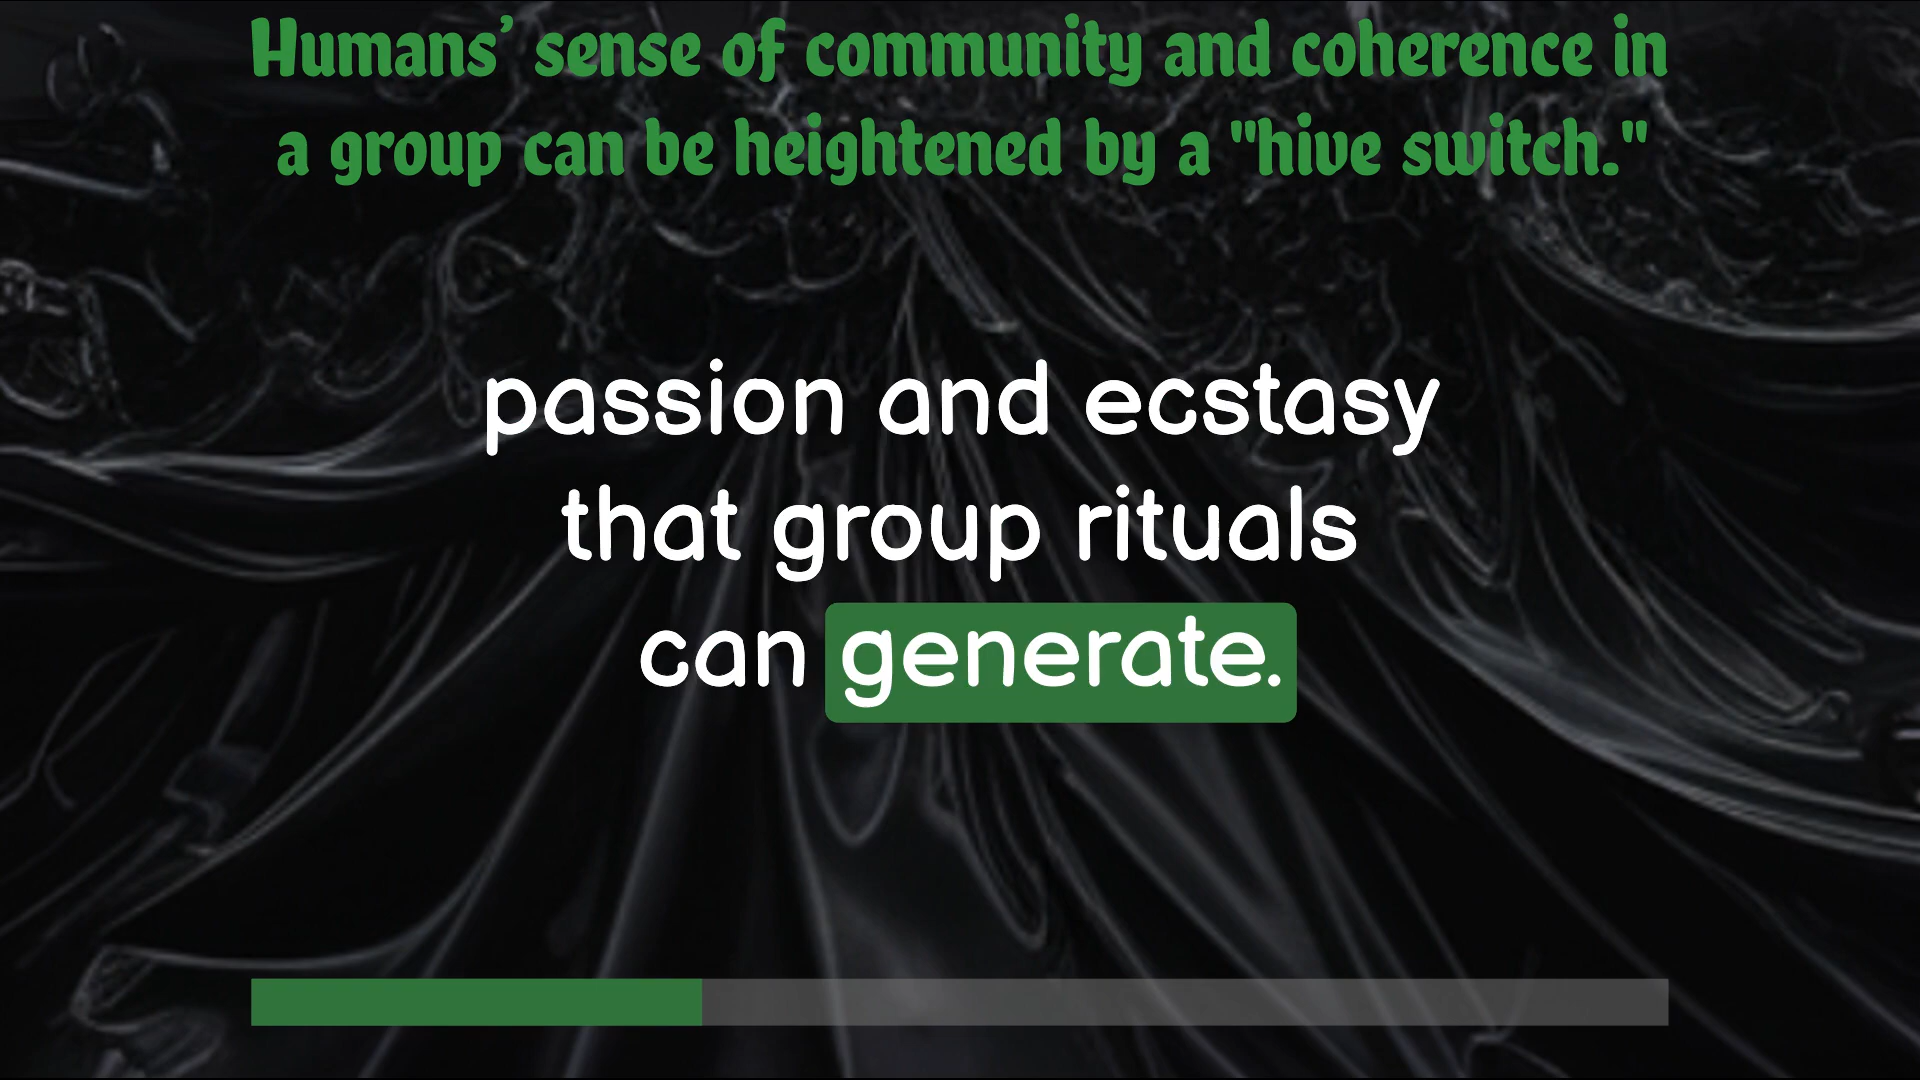 Humans’ sense of community and coherence in
a group can be heightened by a "hive switch."
passion and ecstasy
that group rituals
can generate.